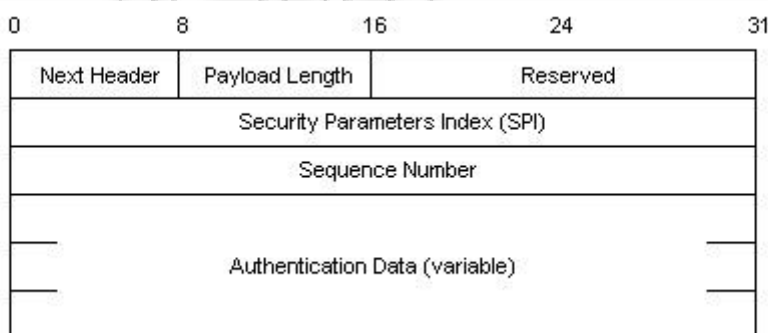 0 8 16 24 31
Next Header Payload Length Reserved
Security Parameters Index (SPI)
Sequence Number
Authentication Data (variable)